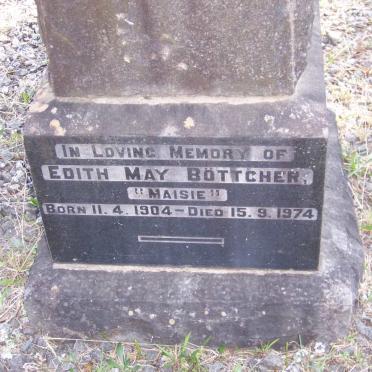 IN LOVING MEMORY OF
EDITH MAY BÖTTCHER.
"MAISIE"
BORN 11. 4. 1904 - DIED 15. 9. 1974